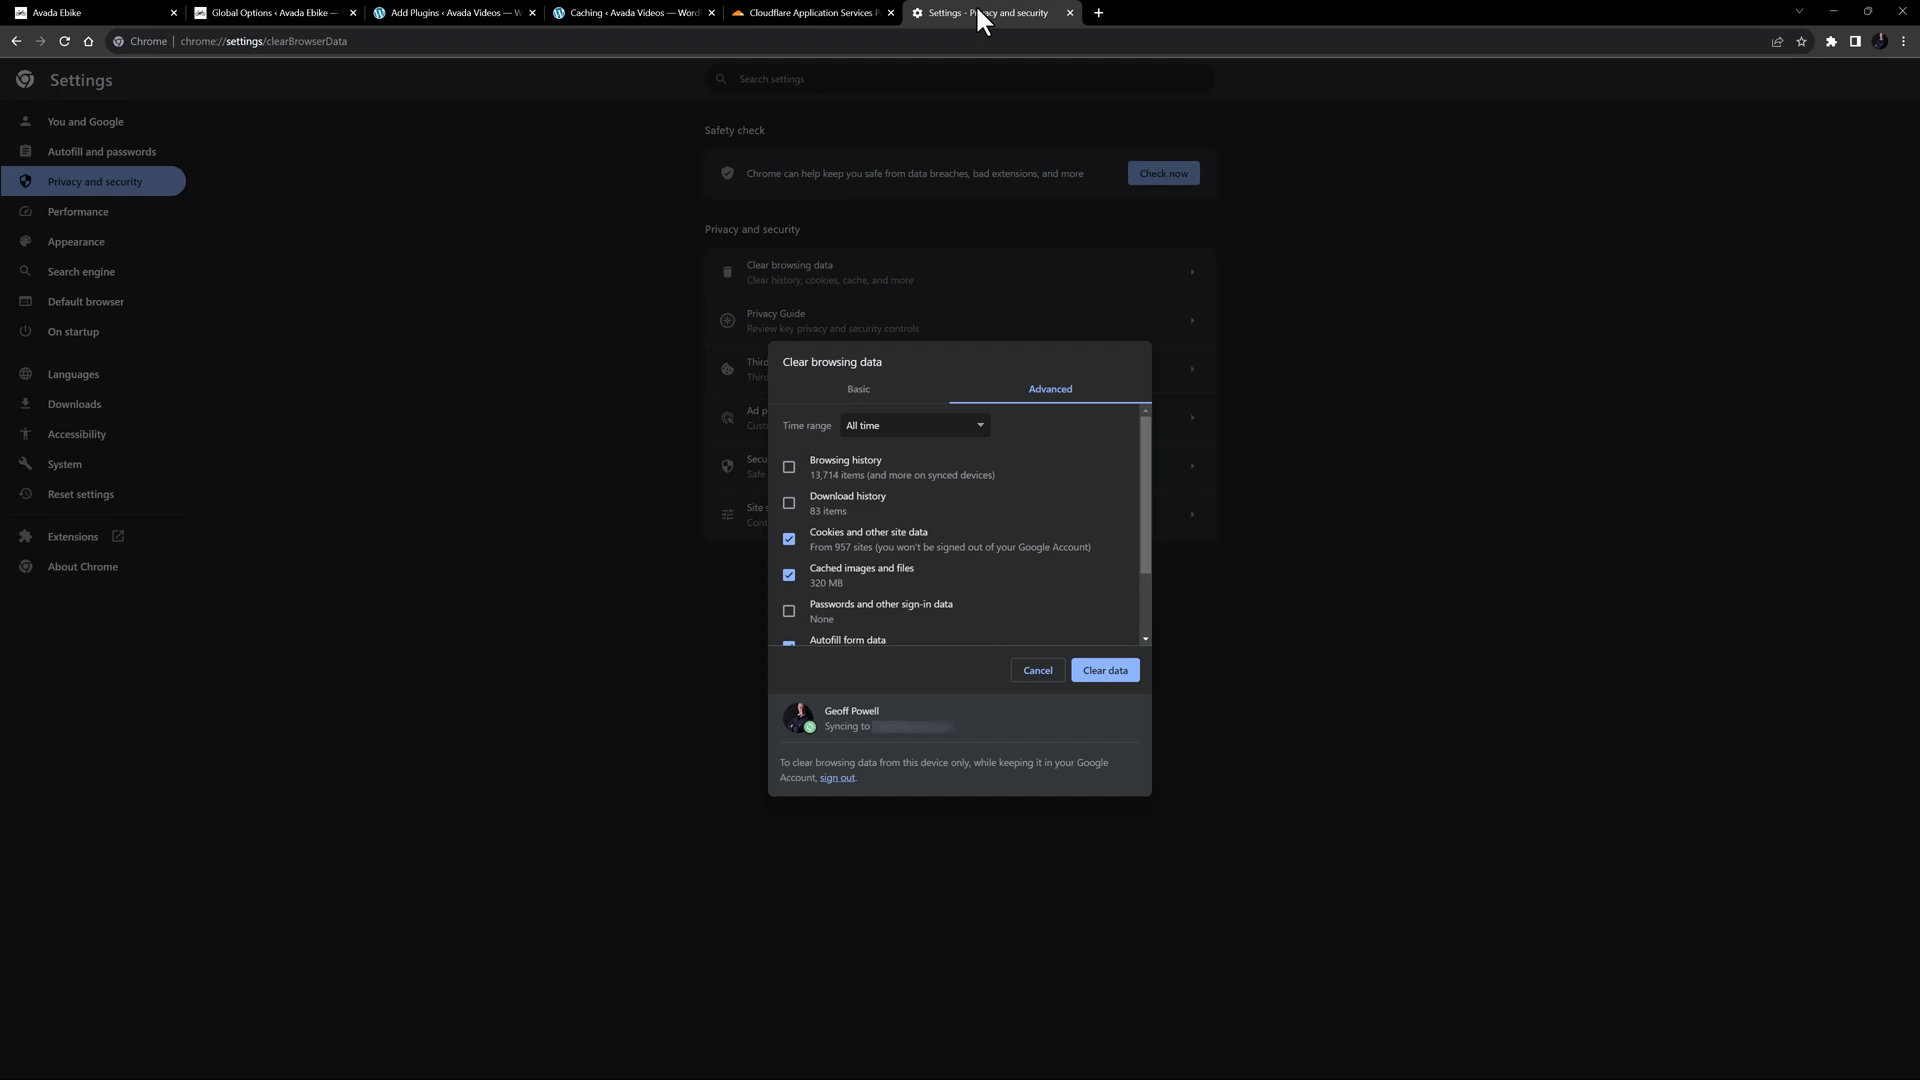 Avada Ebike
Global Options ‹ Avada Ebike —
Add Plugins ‹ Avada Videos — W
Caching ‹ Avada Videos — Word
Cloudflare Application Services P
Settings - Privacy and security
Chrome | chrome://settings/clearBrowserData
Settings
Search settings
You and Google
Autofill and passwords
Privacy and security
Performance
Appearance
Search engine
Default browser
On startup
Languages
Downloads
Accessibility
System
Reset settings
Extensions
About Chrome
Safety check
Chrome can help keep you safe from data breaches, bad extensions, and more
Check now
Privacy and security
Clear browsing data
Clear history, cookies, cache, and more
Privacy Guide
Review key privacy and security controls
Third
Third
Ad p
Custo
Secu
Safe
Site s
Cont
Clear browsing data
Basic
Advanced
Time range
All time
Browsing history
13,714 items (and more on synced devices)
Download history
83 items
Cookies and other site data
From 957 sites (you won't be signed out of your Google Account)
Cached images and files
320 MB
Passwords and other sign-in data
None
Autofill form data
Cancel
Clear data
Geoff Powell
Syncing to
To clear browsing data from this device only, while keeping it in your Google
Account, sign out.